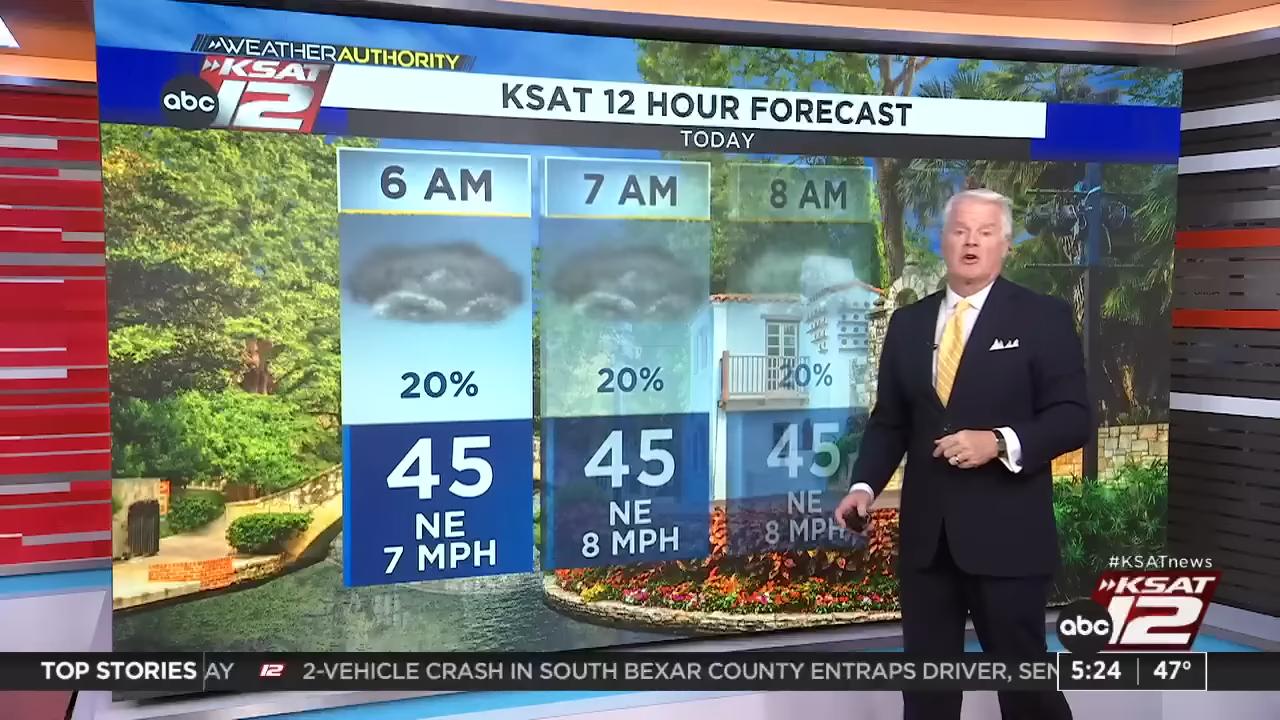 WEATHERAUTHORITY
KSAT
abc 12
KSAT 12 HOUR FORECAST
TODAY
6 AM
7 AM
8 AM
20%
20%
20%
45
45
45
NE
NE
NE
7 MPH
8 MPH
8 MPH
#KSATnews
KSAT
abc 12
TOP STORIES AY 12 2-VEHICLE CRASH IN SOUTH BEXAR COUNTY ENTRAPS DRIVER, SEN 5:24 47°